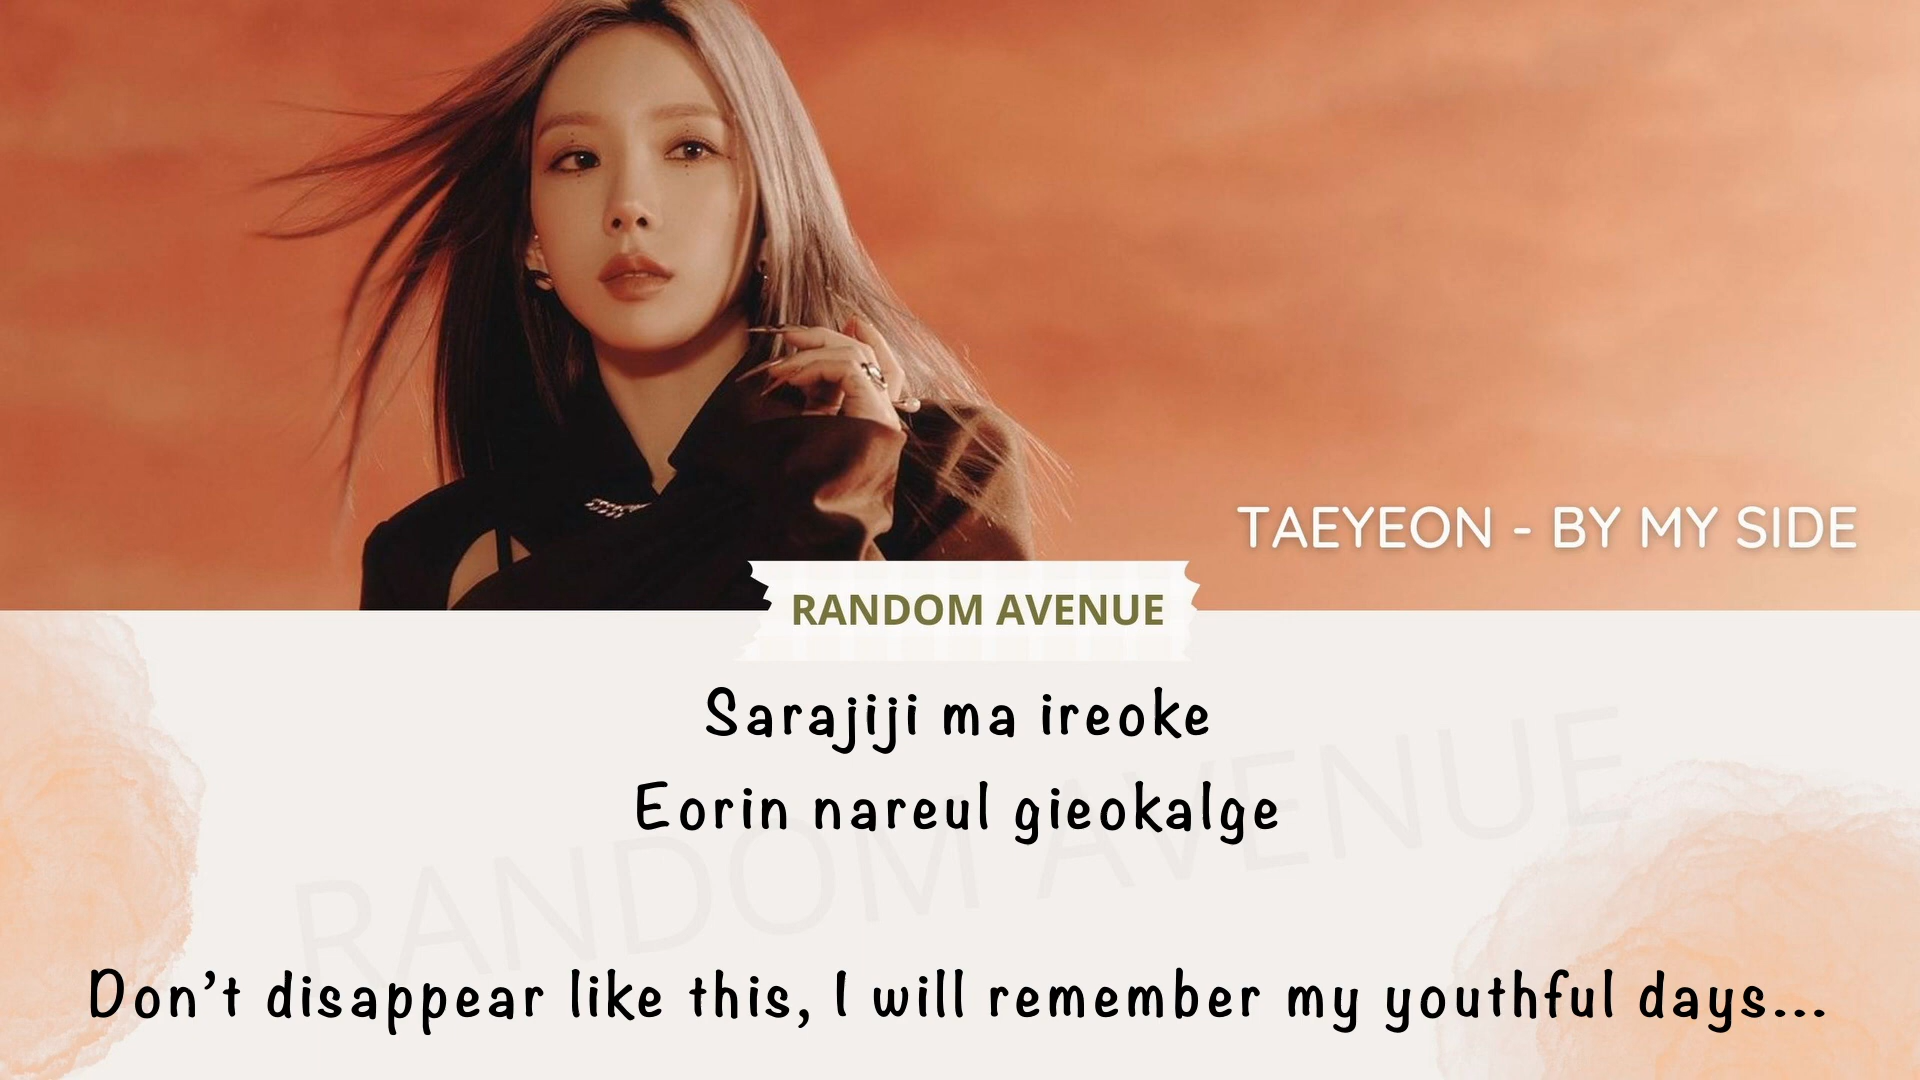 TAEYEON - BY MY SIDE
RANDOM AVENUE
Sarajiji ma ireoke
Eorin nareul gieokalge
RANDOM AVENUE
Don't disappear like this, I will remember my youthful days...